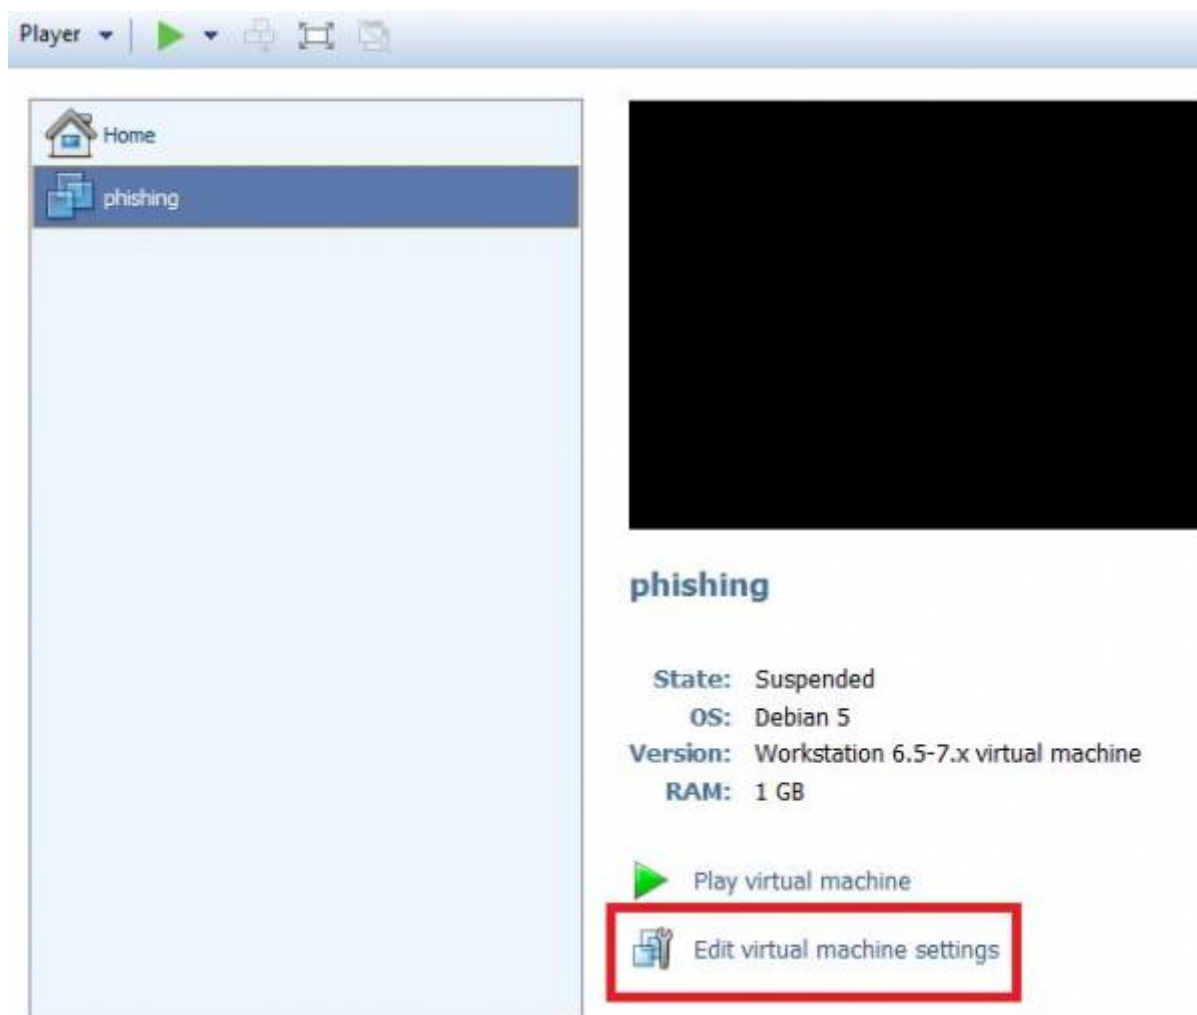 Player
Home
phishing
phishing
State: Suspended
OS: Debian 5
Version: Workstation 6.5-7.x virtual machine
RAM: 1 GB
Play virtual machine
Edit virtual machine settings